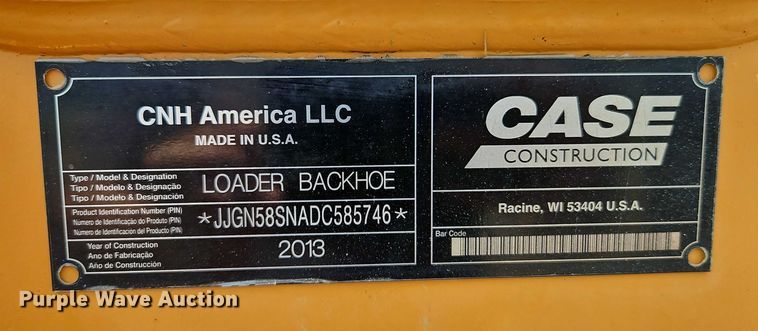 CNH America LLC
MADE IN U.S.A.
Type / Model & Designation
Tipo / Modelo & Designação
Tipo / Modelo & Designación
LOADER BACKHOE
Product Identification Number (PIN)
Numero de Identificação do Produto (PIN)
Número de Identificación del Producto (PIN)
*JJGN58SNADC585746*
Year of Construction
Ano de Fabricação
Año de Construcción
2013
CASE
CONSTRUCTION
Racine, WI 53404 U.S.A.
Bar Code
Purple Wave Auction